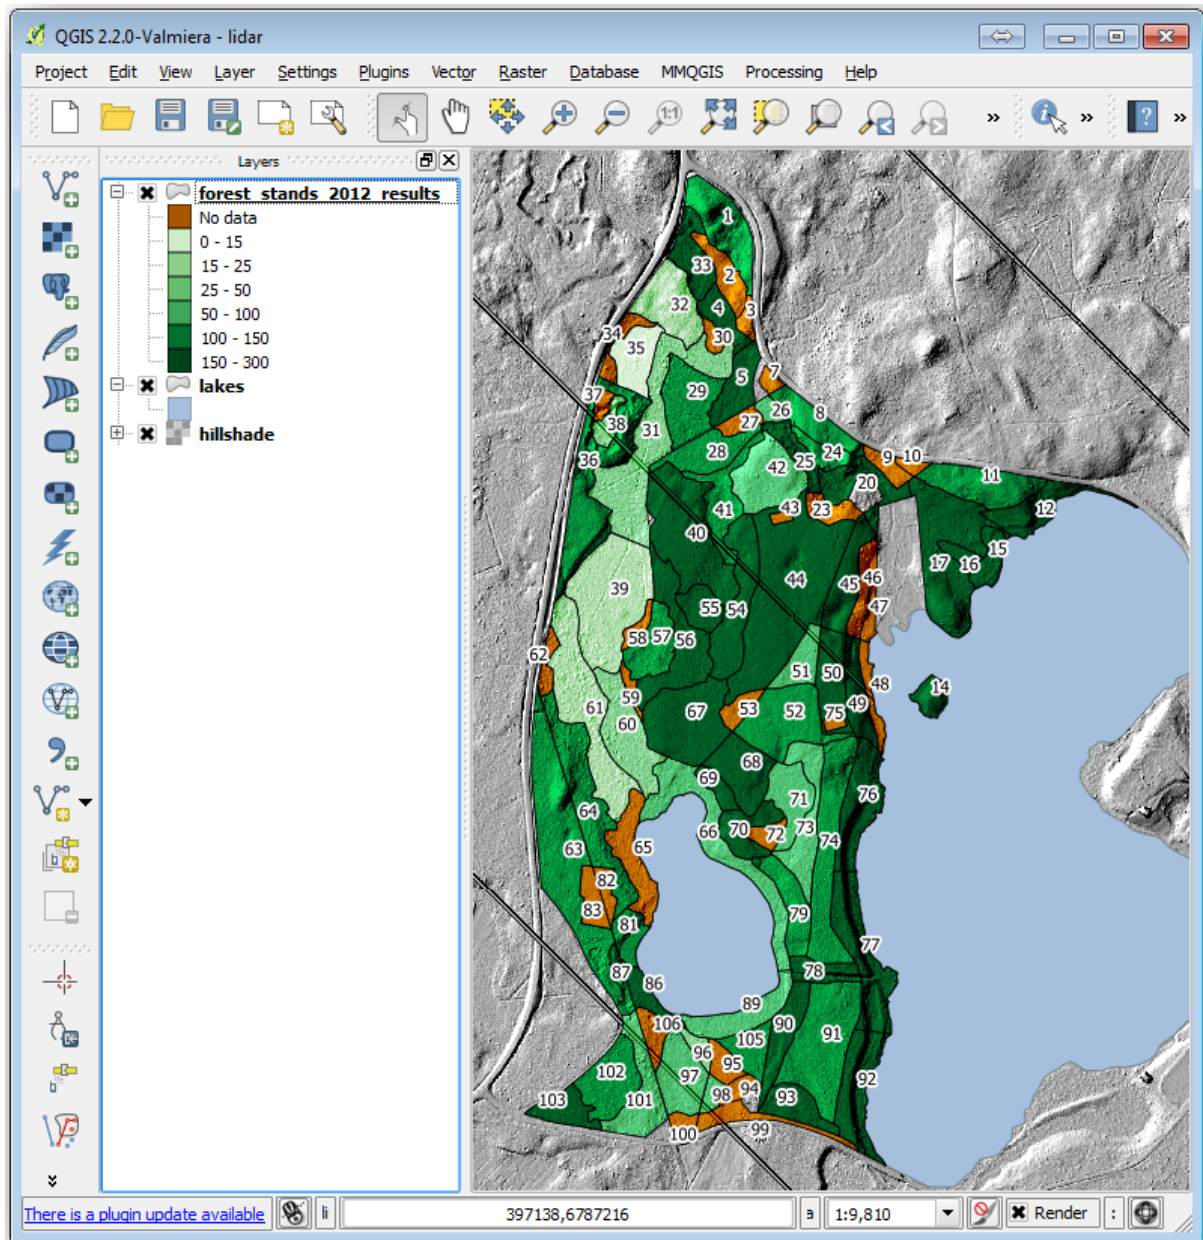 QGIS 2.2.0-Valmiera - lidar
Project Edit View Layer Settings Plugins Vector Raster Database MMQGIS Processing Help
1:1
Layers
forest_stands_2012_results
No data
0 - 15
15 - 25
25 - 50
50 - 100
100 - 150
150 - 300
lakes
hillshade
1
33 2
32 4 3
34 30
35
5 7
29
37 26 8
38 27
31
28 24
36 42 25 9 10
20 11
41 43 23 12
40
15
17 16
44 45 46
39
55 54 47
58 57 56
62
51 50 48 14
59 53 49
61 60 67 52 75
68
69
71 76
64
66 70 72 73 74
63 65
82
83 79
81
77
87 78
86
89
106 90
105 91
96
95
102 97 92
98 94
103 101 93
100 99
There is a plugin update available li 397138,6787216 a 1:9,810 Render :